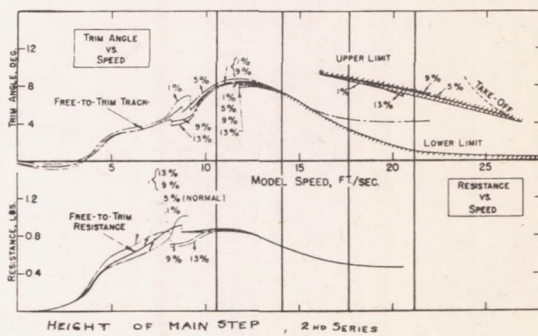 TRIM ANGLE
VS.
SPEED
TRIM ANGLE, DEG.
12
8
4
0
FREE-TO-TRIM TRACK
1%
5%
9%
13%
1%
9%
1%
5%
9%
13%
UPPER LIMIT
1%
13%
9%
5%
TAKE-OFF
LOWER LIMIT
5
10
15
20
25
MODEL SPEED, FT/SEC.
RESISTANCE
VS.
SPEED
RESISTANCE, LBS.
1.2
0.8
0.4
13%
9%
5% (NORMAL)
1%
FREE-TO-TRIM
RESISTANCE
9%
13%
HEIGHT OF MAIN STEP , 2ND SERIES